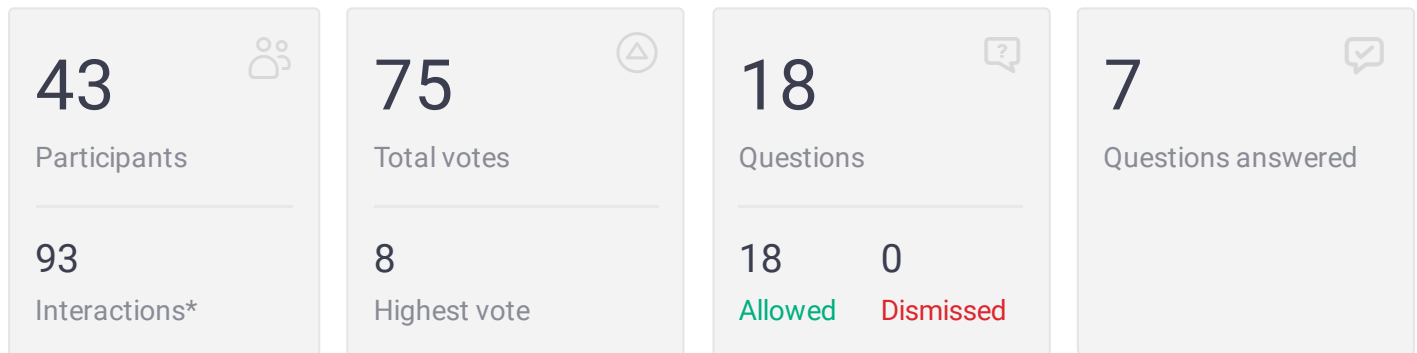 43
Participants
93
Interactions*
75
Total votes
8
Highest vote
?
18
Questions
18 0
Allowed Dismissed
7
Questions answered